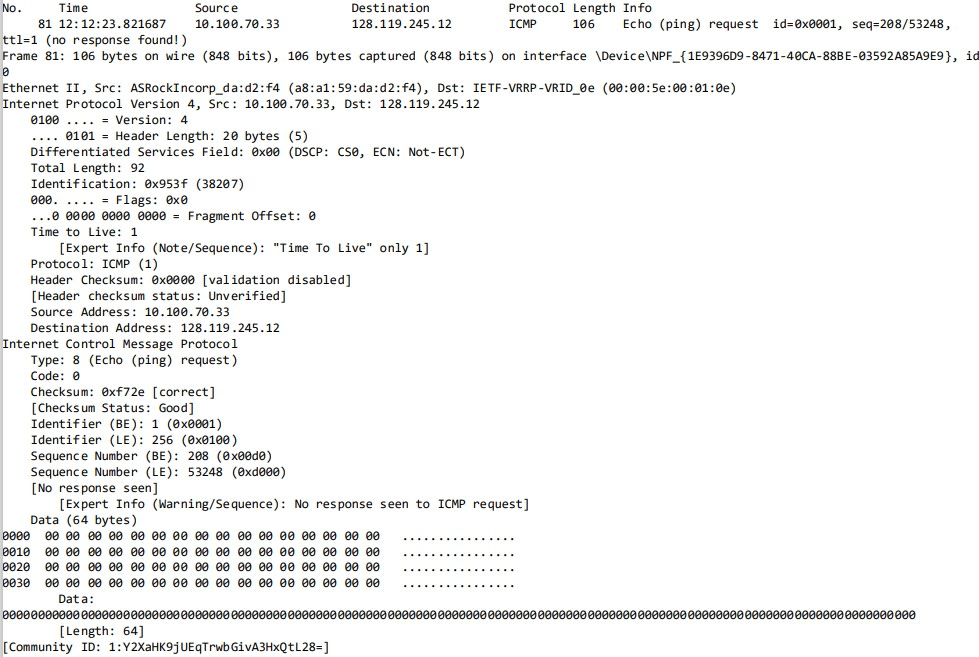 No. Time Source Destination Protocol Length Info
81 12:12:23.821687 10.100.70.33 128.119.245.12 ICMP 106 Echo (ping) request id=0x0001, seq=208/53248,
ttl=1 (no response found!)
Frame 81: 106 bytes on wire (848 bits), 106 bytes captured (848 bits) on interface \Device\NPF_{1E9396D9-8471-40CA-88BE-03592A85A9E9}, id
0
Ethernet II, Src: ASRockIncorp_da:d2:f4 (a8:a1:59:da:d2:f4), Dst: IETF-VRRP-VRID_0e (00:00:5e:00:01:0e)
Internet Protocol Version 4, Src: 10.100.70.33, Dst: 128.119.245.12
0100 .... = Version: 4
.... 0101 = Header Length: 20 bytes (5)
Differentiated Services Field: 0x00 (DSCP: CS0, ECN: Not-ECT)
Total Length: 92
Identification: 0x953f (38207)
000. .... = Flags: 0x0
...0 0000 0000 0000 = Fragment Offset: 0
Time to Live: 1
[Expert Info (Note/Sequence): "Time To Live" only 1]
Protocol: ICMP (1)
Header Checksum: 0x0000 [validation disabled]
[Header checksum status: Unverified]
Source Address: 10.100.70.33
Destination Address: 128.119.245.12
Internet Control Message Protocol
Type: 8 (Echo (ping) request)
Code: 0
Checksum: 0xf72e [correct]
[Checksum Status: Good]
Identifier (BE): 1 (0x0001)
Identifier (LE): 256 (0x0100)
Sequence Number (BE): 208 (0x00d0)
Sequence Number (LE): 53248 (0xd000)
[No response seen]
[Expert Info (Warning/Sequence): No response seen to ICMP request]
Data (64 bytes)
0000 00 00 00 00 00 00 00 00 00 00 00 00 00 00 00 00 ................
0010 00 00 00 00 00 00 00 00 00 00 00 00 00 00 00 00 ................
0020 00 00 00 00 00 00 00 00 00 00 00 00 00 00 00 00 ................
0030 00 00 00 00 00 00 00 00 00 00 00 00 00 00 00 00 ................
Data:
00000000000000000000000000000000000000000000000000000000000000000000000000000000000000000000000000000000000000000000000000000000
[Length: 64]
[Community ID: 1:Y2XaHK9jUEqTrwbGivA3HxQtL28=]